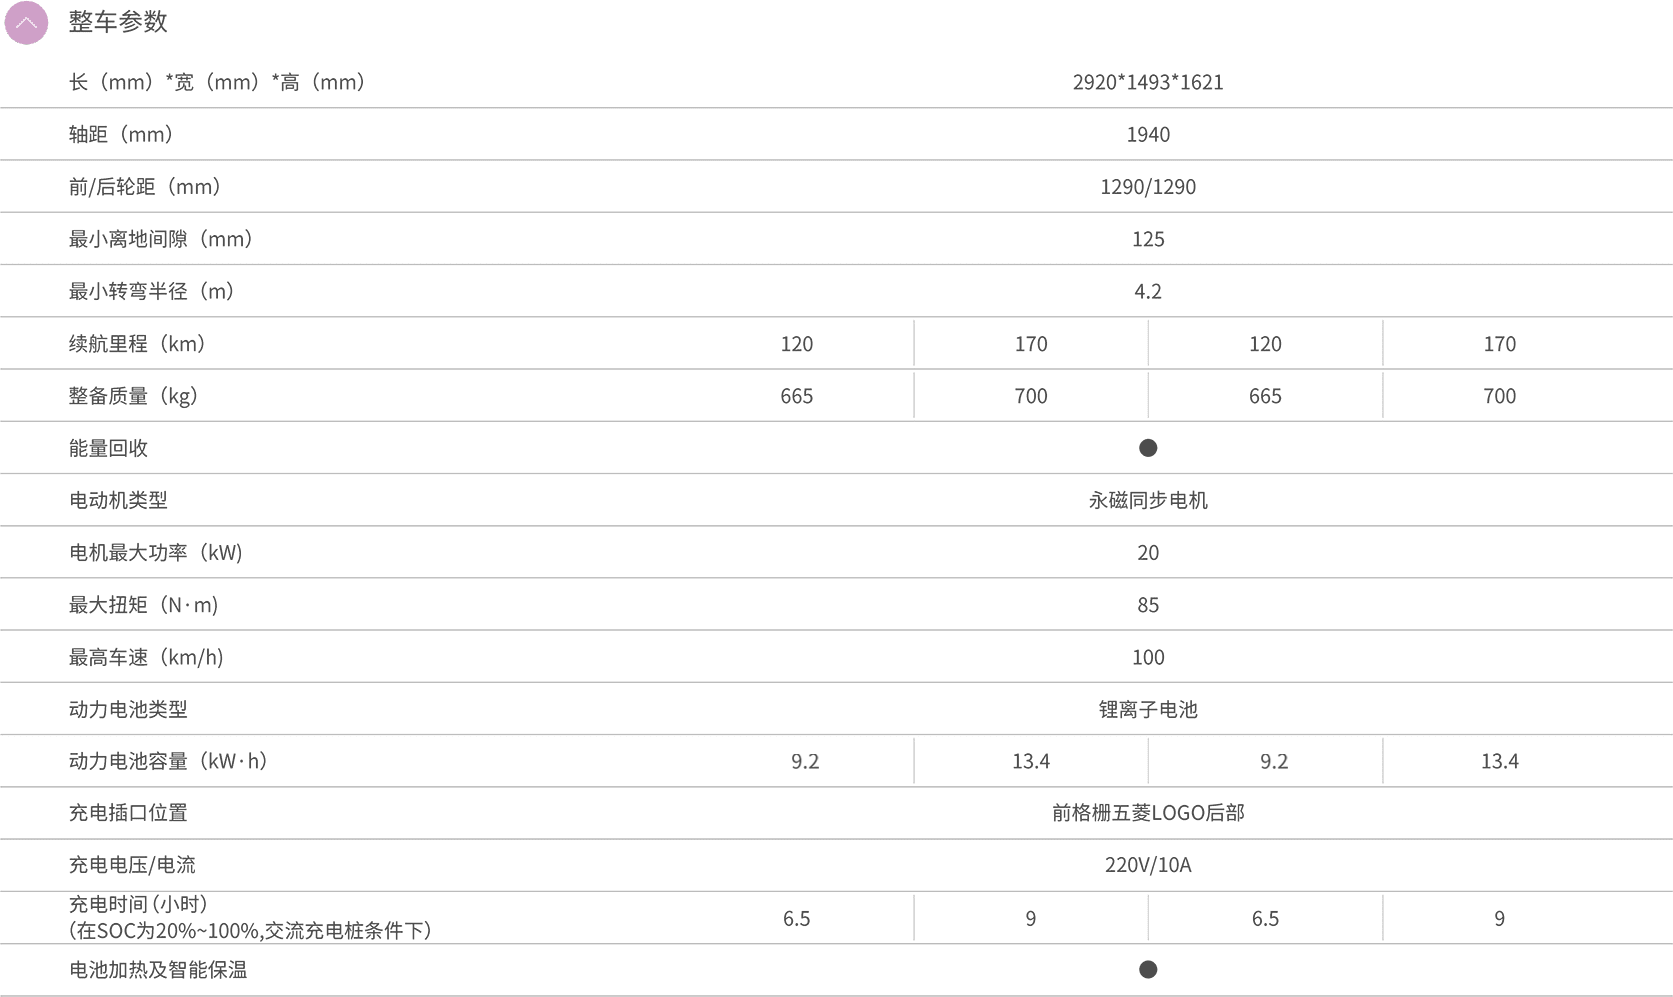 整车参数
长（mm）*宽（mm）*高（mm） 2920*1493*1621
轴距（mm） 1940
前/后轮距（mm） 1290/1290
最小离地间隙（mm） 125
最小转弯半径（m） 4.2
续航里程（km） 120 170 120 170
整备质量（kg） 665 700 665 700
能量回收 ●
电动机类型 永磁同步电机
电机最大功率（kW) 20
最大扭矩（N·m) 85
最高车速（km/h) 100
动力电池类型 锂离子电池
动力电池容量（kW·h） 9.2 13.4 9.2 13.4
充电插口位置 前格栅五菱LOGO后部
充电电压/电流 220V/10A
充电时间（小时）
（在SOC为20%~100%,交流充电桩条件下） 6.5 9 6.5 9
电池加热及智能保温 ●